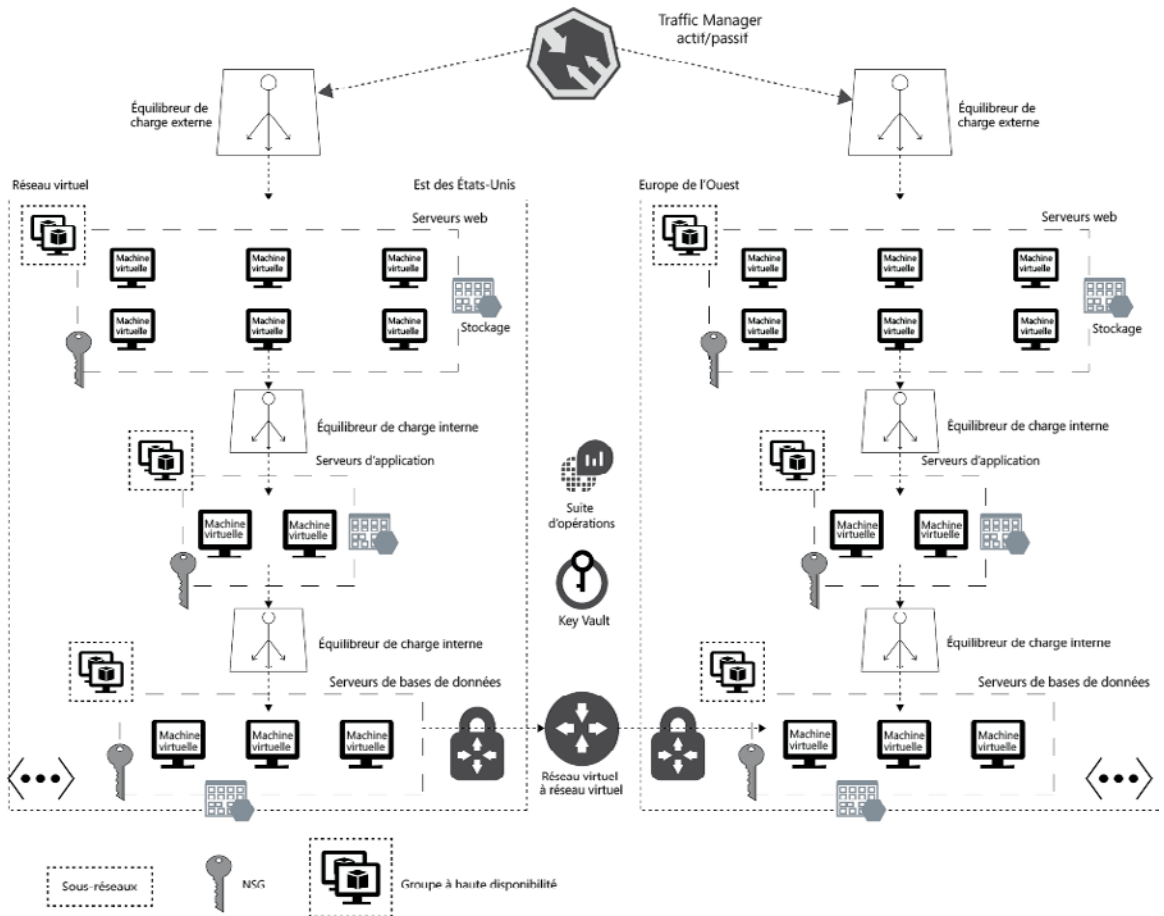 Traffic Manager
actif/passif
Équilibreur de
charge externe
Équilibreur de
charge externe
Réseau virtuel
Est des États-Unis
Europe de l'Ouest
Serveurs web
Serveurs web
Machine
virtuelle
Machine
virtuelle
Machine
virtuelle
Machine
virtuelle
Machine
virtuelle
Machine
virtuelle
Machine
virtuelle
Machine
virtuelle
Machine
virtuelle
Machine
virtuelle
Machine
virtuelle
Machine
virtuelle
Stockage
Stockage
Équilibreur de charge interne
Équilibreur de charge interne
Serveurs d'application
Serveurs d'application
Machine
virtuelle
Machine
virtuelle
Machine
virtuelle
Machine
virtuelle
Suite
d'opérations
Key Vault
Équilibreur de charge interne
Équilibreur de charge interne
Serveurs de bases de données
Serveurs de bases de données
Machine
virtuelle
Machine
virtuelle
Machine
virtuelle
Machine
virtuelle
Machine
virtuelle
Machine
virtuelle
Réseau virtuel
à réseau virtuel
Sous-réseaux
NSG
Groupe à haute disponibilité